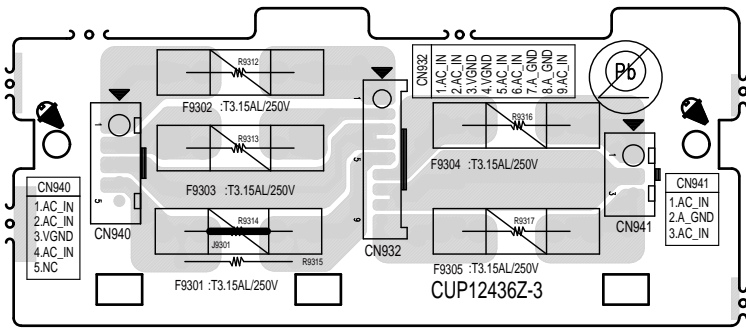 R9312
F9302 :T3.15AL/250V
R9313
F9303 :T3.15AL/250V
R9314
J9301
R9315
F9301 :T3.15AL/250V
CN932
1.AC_IN
2.AC_IN
3.VGND
4.VGND
5.AC_IN
6.AC_IN
7.A_GND
8.A_GND
9.AC_IN
Pb
1
5
CN940
CN940
1.AC_IN
2.AC_IN
3.VGND
4.AC_IN
5.NC
1
5
9
CN932
R9316
F9304 :T3.15AL/250V
R9317
F9305 :T3.15AL/250V
CUP12436Z-3
1
3
CN941
CN941
1.AC_IN
2.A_GND
3.AC_IN